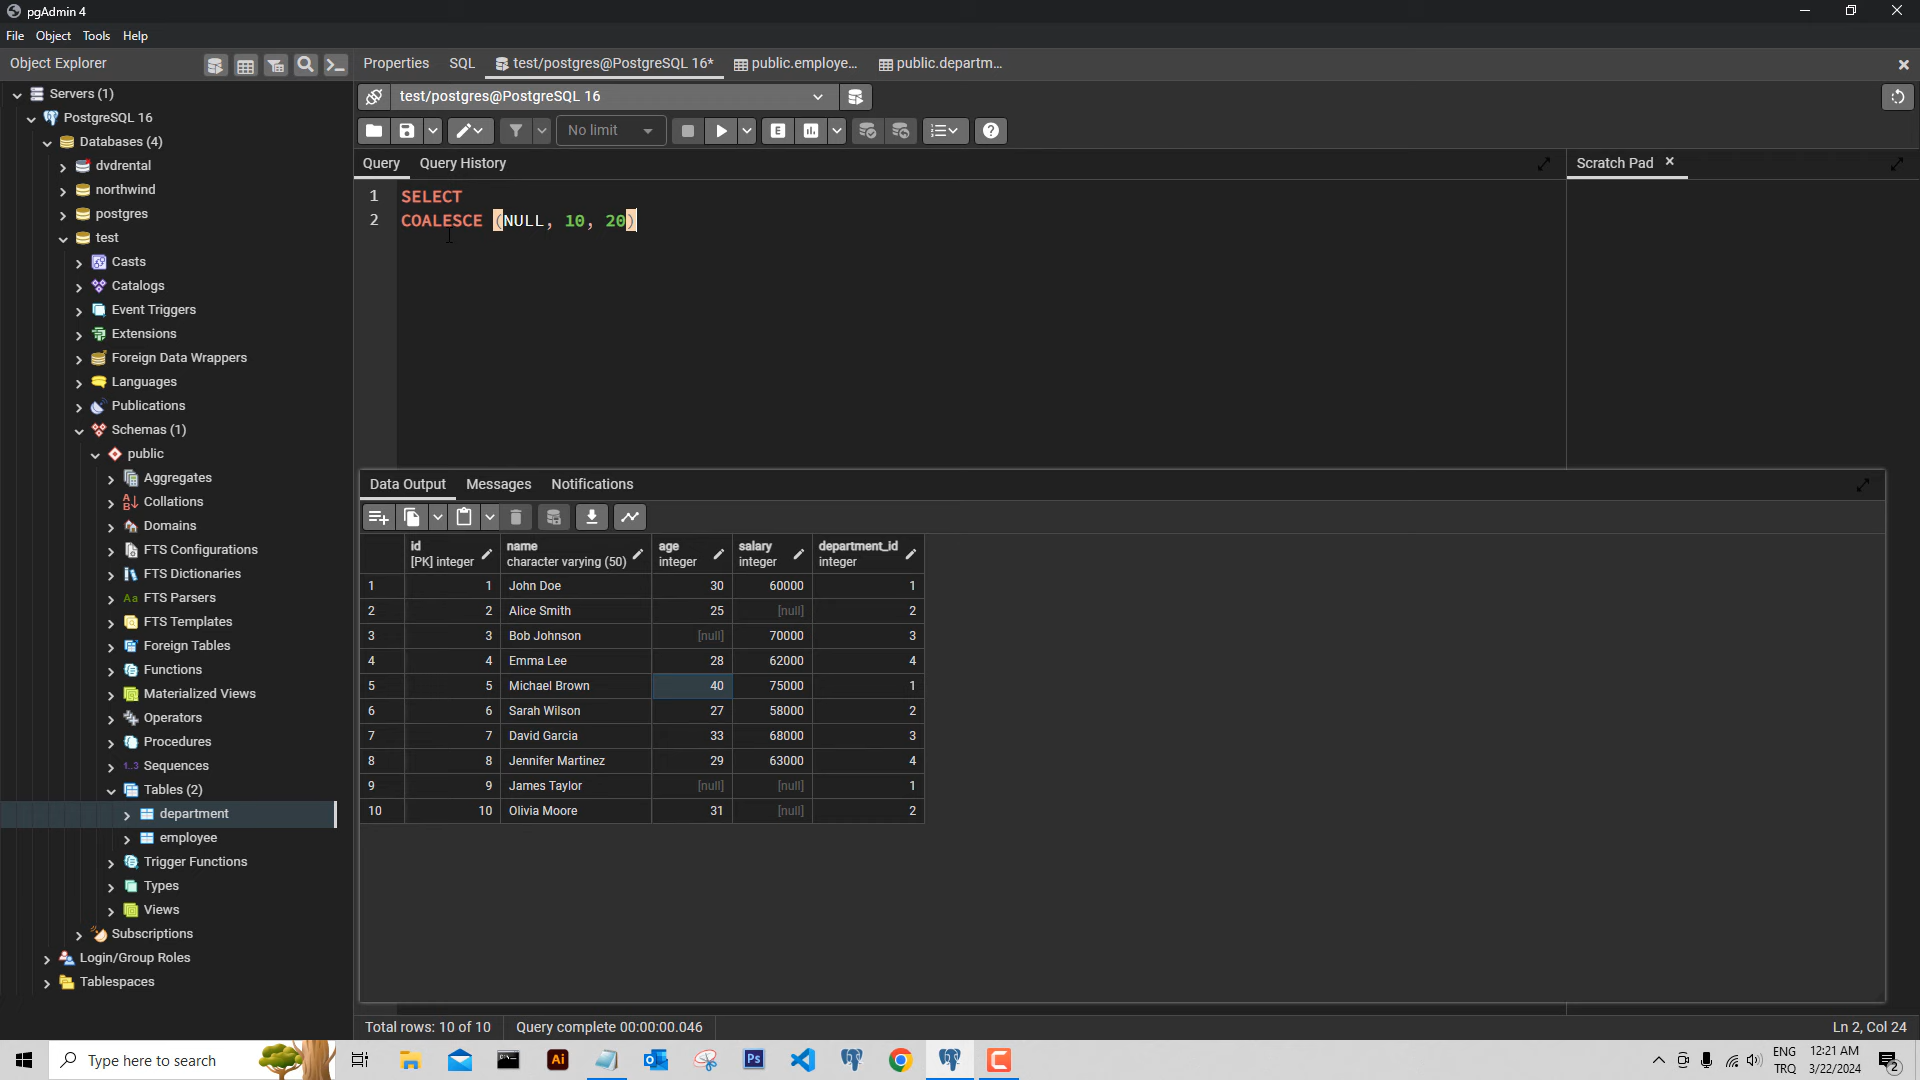 pgAdmin 4
File Object Tools Help
Object Explorer
Properties SQL test/postgres@PostgreSQL 16* public.employe... public.departm...
test/postgres@PostgreSQL 16
No limit
E
Query Query History
Scratch Pad
1 SELECT
2 COALESCE (NULL, 10, 20)
Servers (1)
PostgreSQL 16
Databases (4)
dvdrental
northwind
postgres
test
Casts
Catalogs
Event Triggers
Extensions
Foreign Data Wrappers
Languages
Publications
Schemas (1)
public
Aggregates
Collations
Domains
FTS Configurations
FTS Dictionaries
Aa FTS Parsers
FTS Templates
Foreign Tables
Functions
Materialized Views
Operators
Procedures
1..3 Sequences
Tables (2)
department
employee
Trigger Functions
Types
Views
Subscriptions
Login/Group Roles
Tablespaces
Data Output Messages Notifications
id name age salary department_id
[PK] integer character varying (50) integer integer integer
1 1 John Doe 30 60000 1
2 2 Alice Smith 25 [null] 2
3 3 Bob Johnson [null] 70000 3
4 4 Emma Lee 28 62000 4
5 5 Michael Brown 40 75000 1
6 6 Sarah Wilson 27 58000 2
7 7 David Garcia 33 68000 3
8 8 Jennifer Martinez 29 63000 4
9 9 James Taylor [null] [null] 1
10 10 Olivia Moore 31 [null] 2
Total rows: 10 of 10 Query complete 00:00:00.046 Ln 2, Col 24
Type here to search
Ai
Ps
C
ENG
TRQ
12:21 AM
3/22/2024
2